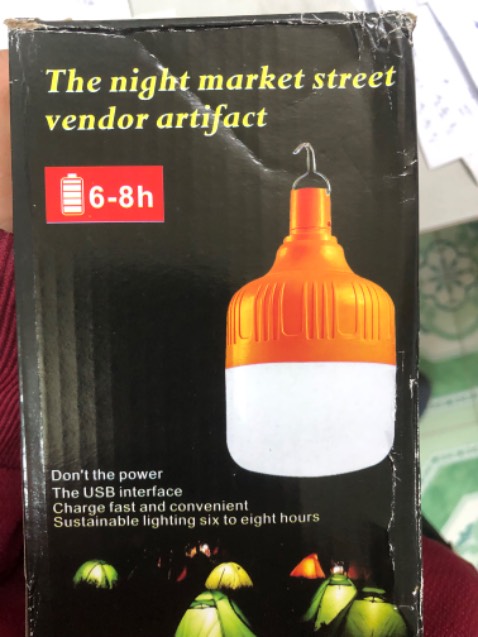 The night market street
vendor artifact
6-8h
Don't the power
The USB interface
Charge fast and convenient
Sustainable lighting six to eight hours